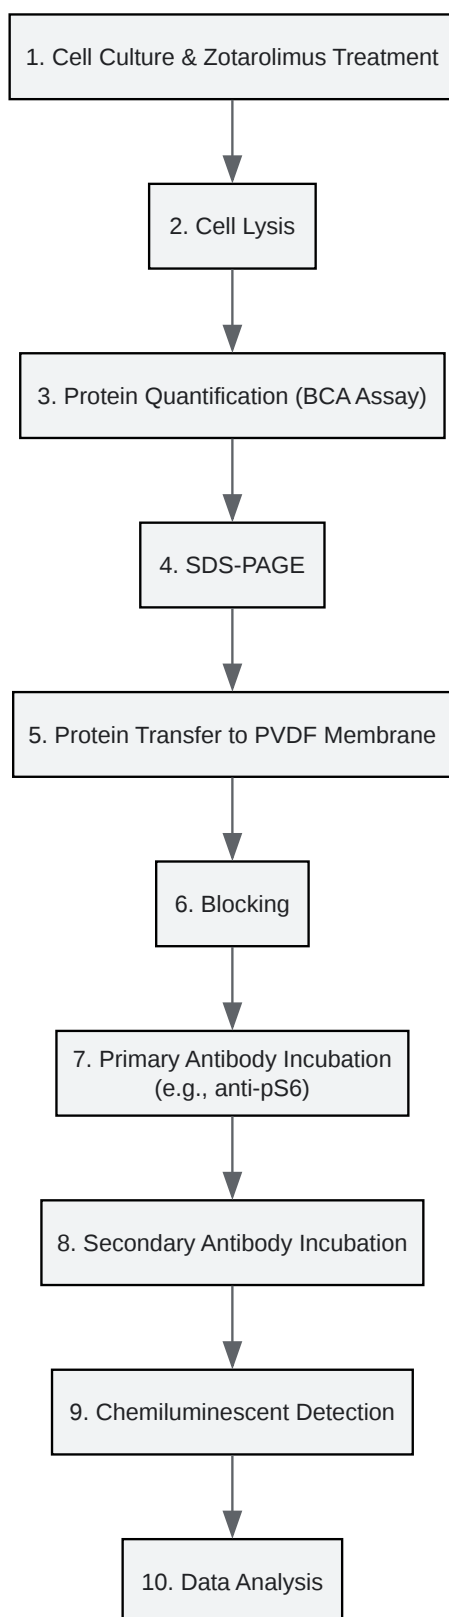 1. Cell Culture & Zotarolimus Treatment
2. Cell Lysis
3. Protein Quantification (BCA Assay)
4. SDS-PAGE
5. Protein Transfer to PVDF Membrane
6. Blocking
7. Primary Antibody Incubation
(e.g., anti-pS6)
8. Secondary Antibody Incubation
9. Chemiluminescent Detection
10. Data Analysis